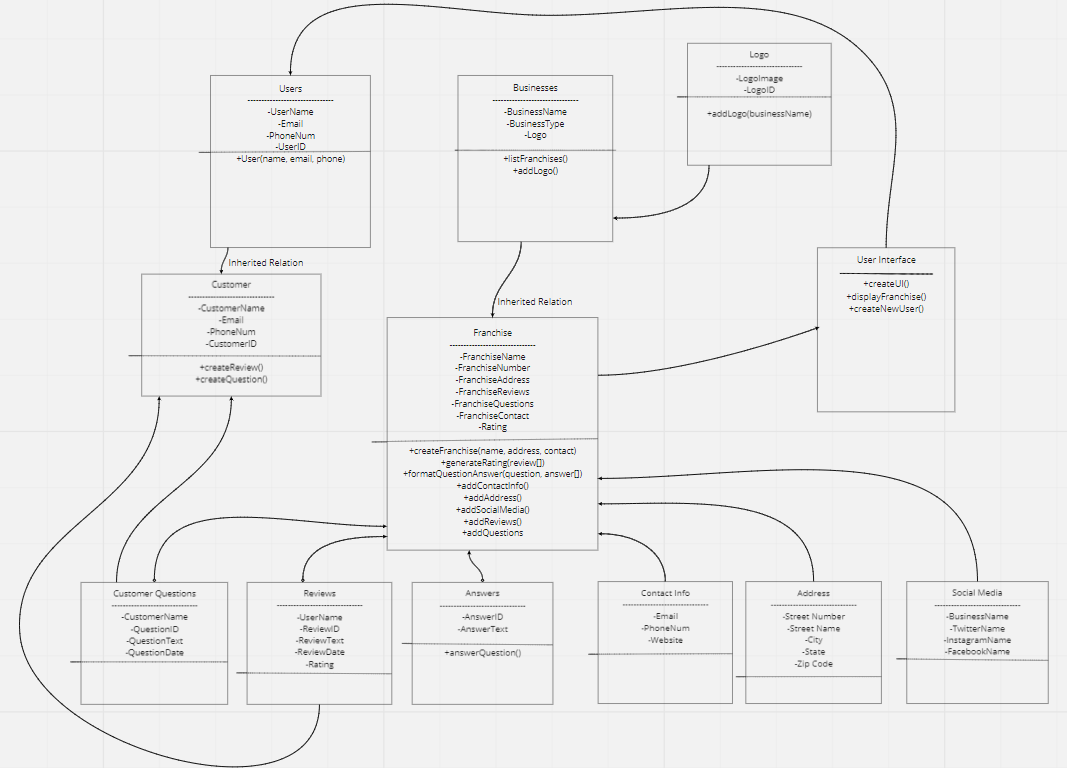 Logo
-LogoImage
-LogoID
+addLogo(businessName)
Users
-UserName
-Email
-PhoneNum
-UserID
+User(name, email, phone)
Businesses
-BusinessName
-BusinessType
-Logo
+listFranchises()
+addLogo()
User Interface
+createUI()
+displayFranchise()
+createNewUser()
Inherited Relation
Customer
-CustomerName
-Email
-PhoneNum
-CustomerID
+createReview()
+createQuestion()
Inherited Relation
Franchise
-FranchiseName
-FranchiseNumber
-FranchiseAddress
-FranchiseReviews
-FranchiseQuestions
-FranchiseContact
-Rating
+createFranchise(name, address, contact)
+generateRating(review[])
+formatQuestionAnswer(question, answer[])
+addContactInfo()
+addAddress()
+addSocialMedia()
+addReviews()
+addQuestions
Customer Questions
-CustomerName
-QuestionID
-QuestionText
-QuestionDate
Reviews
-UserName
-ReviewID
-ReviewText
-ReviewDate
-Rating
Answers
-AnswerID
-AnswerText
+answerQuestion()
Contact Info
-Email
-PhoneNum
-Website
Address
-Street Number
-Street Name
-City
-State
-Zip Code
Social Media
-BusinessName
-TwitterName
-InstagramName
-FacebookName